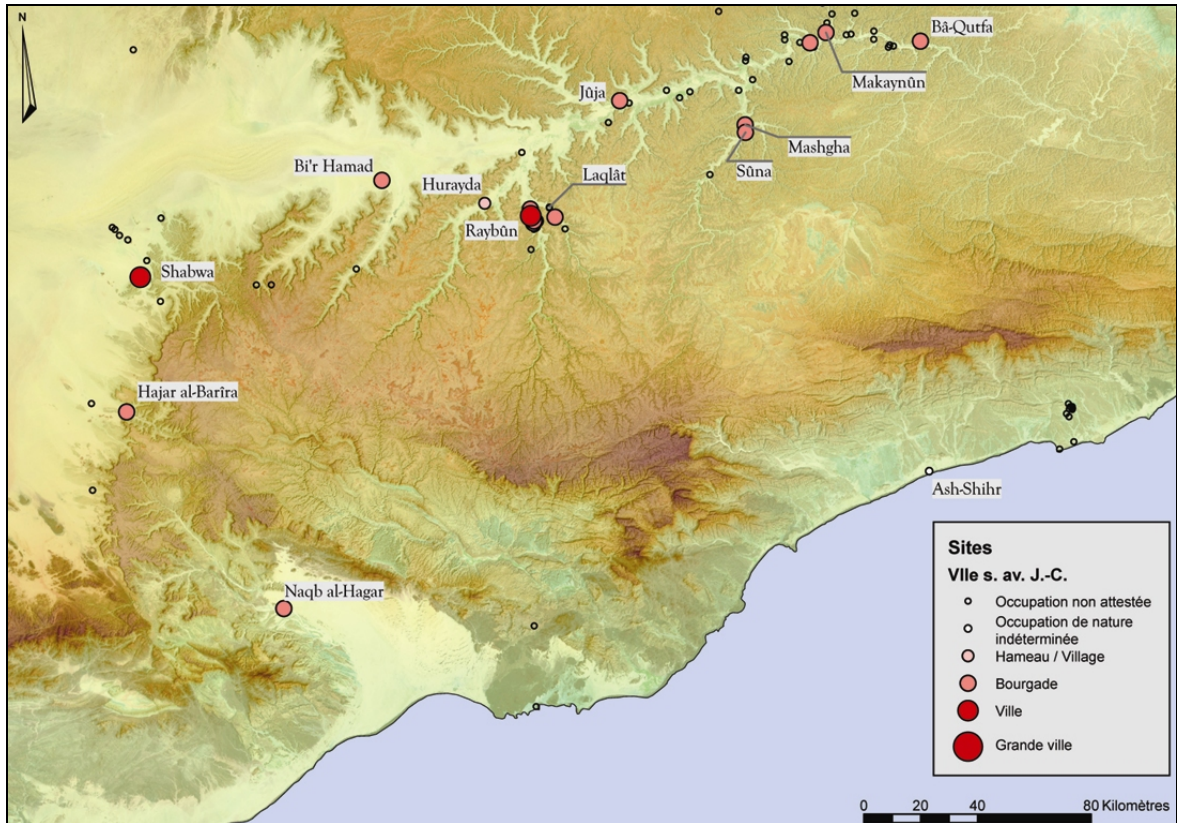 N
Bâ-Qutfa
Makaynûn
Jûja
Mashgha
Bi'r Hamad
Sûna
Laqlât
Hurayda
Raybûn
Shabwa
Hajar al-Barîra
Ash-Shihr
Naqb al-Hagar
Sites
VIIe s. av. J.-C.
Occupation non attestée
Occupation de nature
indéterminée
Hameau / Village
Bourgade
Ville
Grande ville
0 20 40 80 Kilomètres